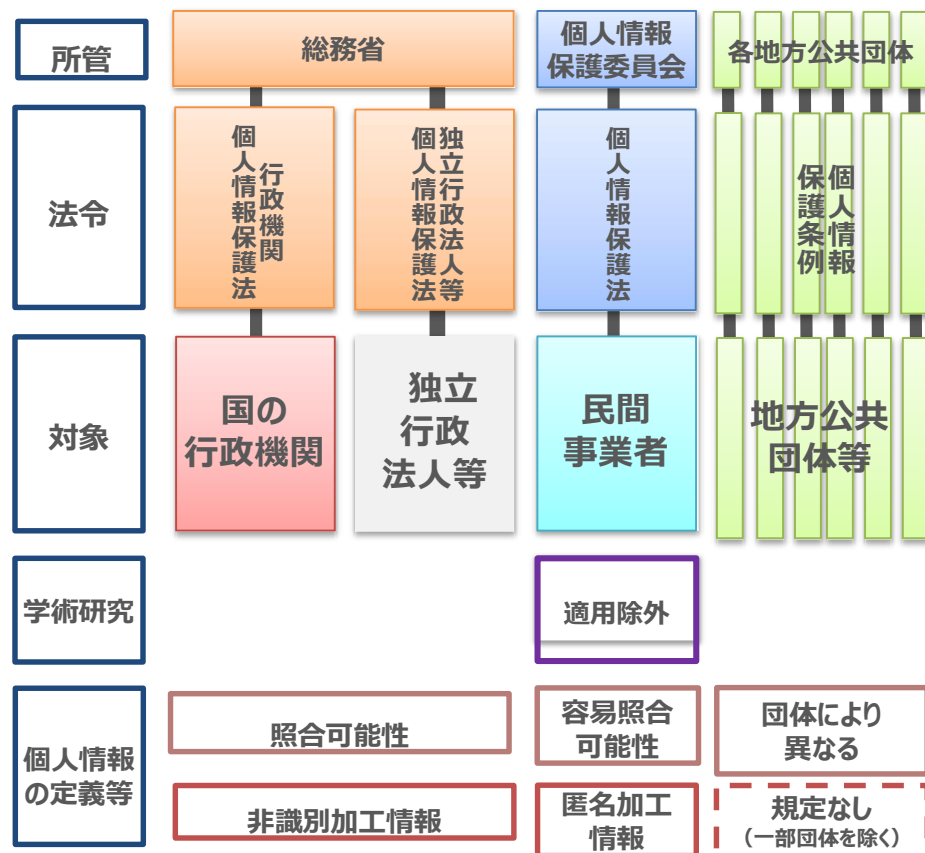 所管
総務省
個人情報
保護委員会
各地方公共団体
法令
行政機関
個人情報保護法
独立行政法人等
個人情報保護法
個人情報保護法
個人情報
保護条例
対象
国の
行政機関
独立
行政
法人等
民間
事業者
地方公共
団体等
学術研究
適用除外
個人情報
の定義等
照合可能性
容易照合
可能性
団体により
異なる
非識別加工情報
匿名加工
情報
規定なし
（一部団体を除く）